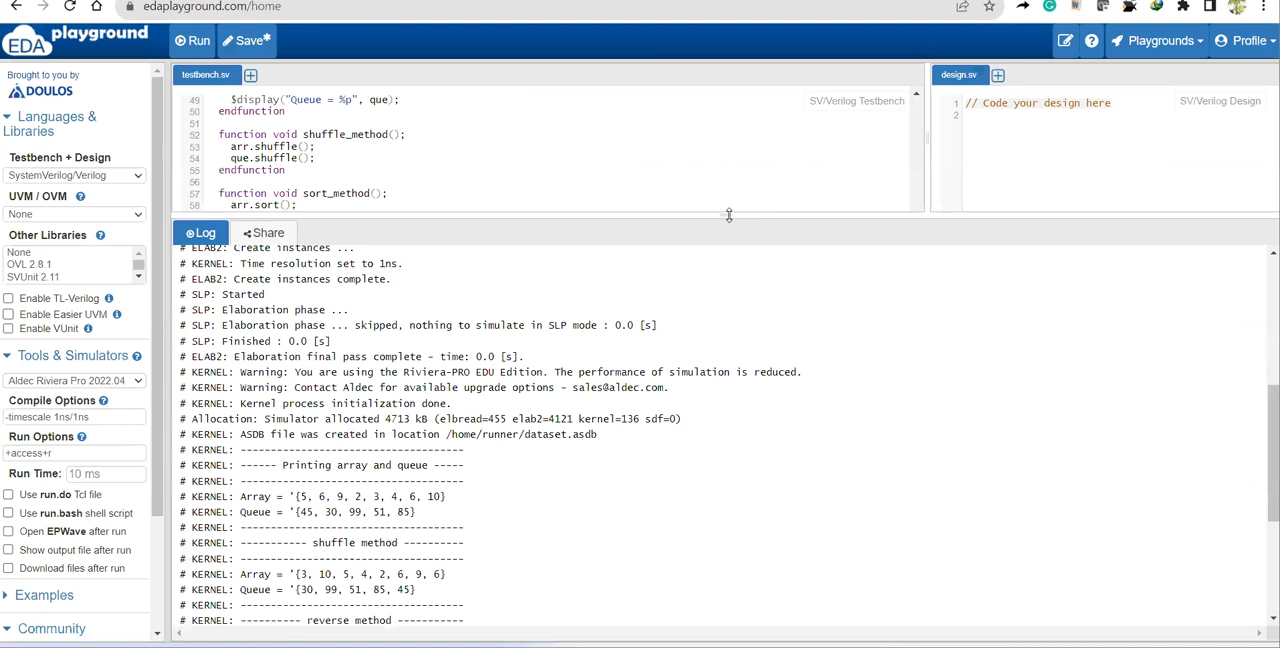 edaplayground.com/home
EDA playground
Run
Save*
Playgrounds
Profile
Brought to you by
DOULOS
Languages &
Libraries
Testbench + Design
SystemVerilog/Verilog
UVM / OVM
None
Other Libraries
None
OVL 2.8.1
SVUnit 2.11
Enable TL-Verilog
Enable Easier UVM
Enable VUnit
Tools & Simulators
Aldec Riviera Pro 2022.04
Compile Options
-timescale 1ns/1ns
Run Options
+access+r
Run Time: 10 ms
Use run.do Tcl file
Use run.bash shell script
Open EPWave after run
Show output file after run
Download files after run
Examples
Community
testbench.sv
SV/Verilog Testbench
49 $display("Queue = %p", que);
50 endfunction
51
52 function void shuffle_method();
53 arr.shuffle();
54 que.shuffle();
55 endfunction
56
57 function void sort_method();
58 arr.sort();
design.sv
SV/Verilog Design
1 // Code your design here
2
Log
Share
# ELAB2: Create instances ...
# KERNEL: Time resolution set to 1ns.
# ELAB2: Create instances complete.
# SLP: Started
# SLP: Elaboration phase ...
# SLP: Elaboration phase ... skipped, nothing to simulate in SLP mode : 0.0 [s]
# SLP: Finished : 0.0 [s]
# ELAB2: Elaboration final pass complete - time: 0.0 [s].
# KERNEL: Warning: You are using the Riviera-PRO EDU Edition. The performance of simulation is reduced.
# KERNEL: Warning: Contact Aldec for available upgrade options - sales@aldec.com.
# KERNEL: Kernel process initialization done.
# Allocation: Simulator allocated 4713 kB (elbread=455 elab2=4121 kernel=136 sdf=0)
# KERNEL: ASDB file was created in location /home/runner/dataset.asdb
# KERNEL: -------------------------------------
# KERNEL: ------ Printing array and queue -----
# KERNEL: -------------------------------------
# KERNEL: Array = '{5, 6, 9, 2, 3, 4, 6, 10}
# KERNEL: Queue = '{45, 30, 99, 51, 85}
# KERNEL: -------------------------------------
# KERNEL: ----------- shuffle method ----------
# KERNEL: -------------------------------------
# KERNEL: Array = '{3, 10, 5, 4, 2, 6, 9, 6}
# KERNEL: Queue = '{30, 99, 51, 85, 45}
# KERNEL: -------------------------------------
# KERNEL: ---------- reverse method -----------